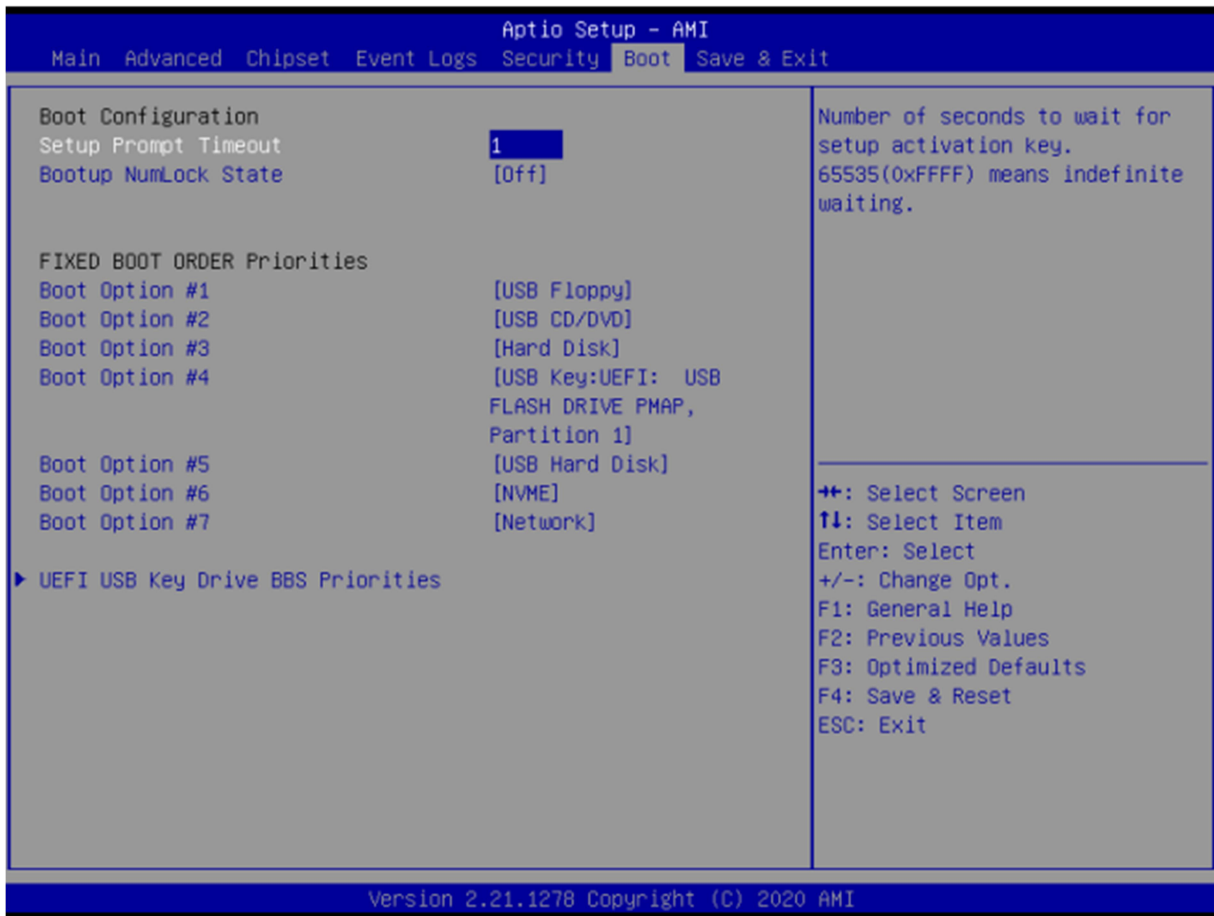 Aptio Setup – AMI
Main Advanced Chipset Event Logs Security Boot Save & Exit
Boot Configuration
Setup Prompt Timeout 1
Bootup NumLock State [Off]
FIXED BOOT ORDER Priorities
Boot Option #1 [USB Floppy]
Boot Option #2 [USB CD/DVD]
Boot Option #3 [Hard Disk]
Boot Option #4 [USB Key:UEFI: USB
FLASH DRIVE PMAP,
Partition 1]
Boot Option #5 [USB Hard Disk]
Boot Option #6 [NVME]
Boot Option #7 [Network]
UEFI USB Key Drive BBS Priorities
Number of seconds to wait for
setup activation key.
65535(0xFFFF) means indefinite
waiting.
→←: Select Screen
↑↓: Select Item
Enter: Select
+/-: Change Opt.
F1: General Help
F2: Previous Values
F3: Optimized Defaults
F4: Save & Reset
ESC: Exit
Version 2.21.1278 Copyright (C) 2020 AMI